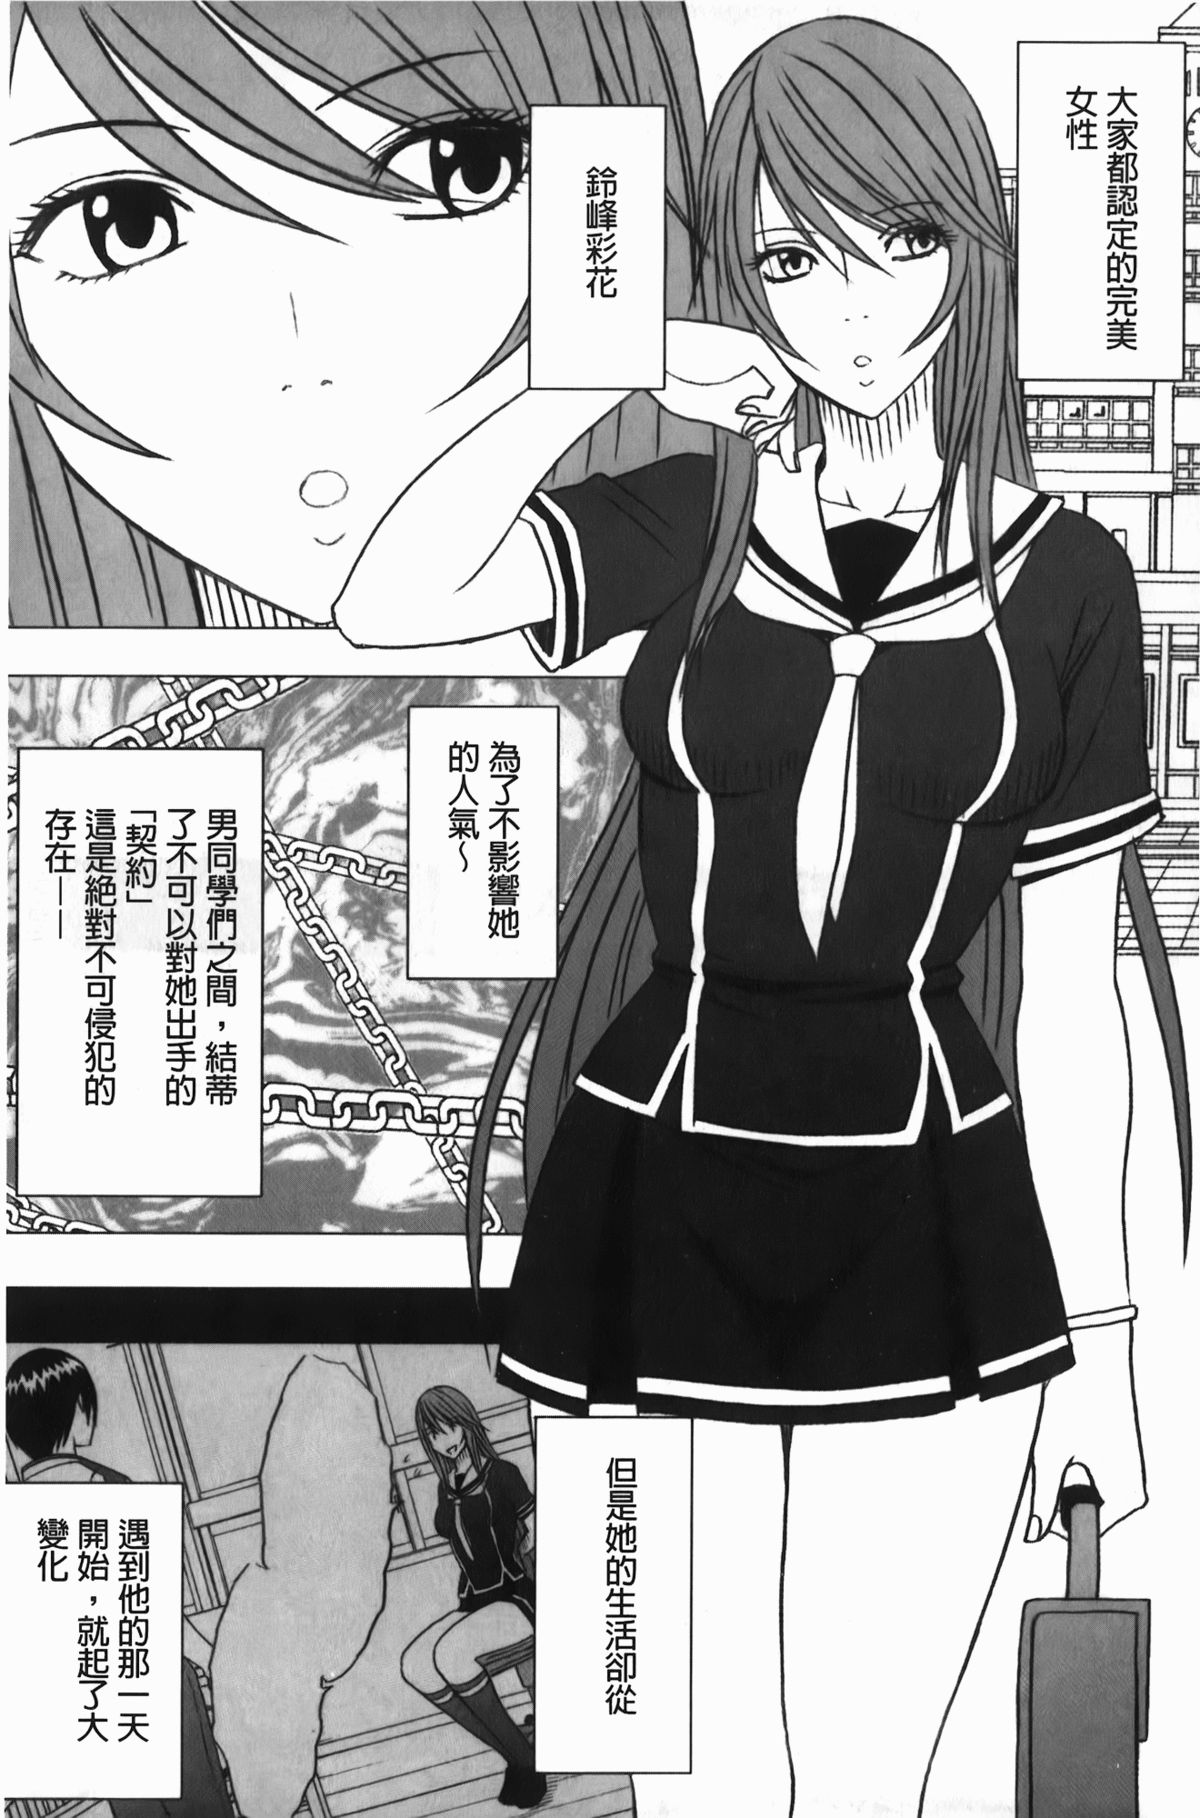 大家都認定的完美
女性
鈴峰彩花
為了不影響她
的人氣～
男同學們之間，結蒂
了不可以對她出手的
「契約」
這是絕對不可侵犯的
存在—
但是她的生活卻從
遇到他的那一天
開始，就起了大
變化